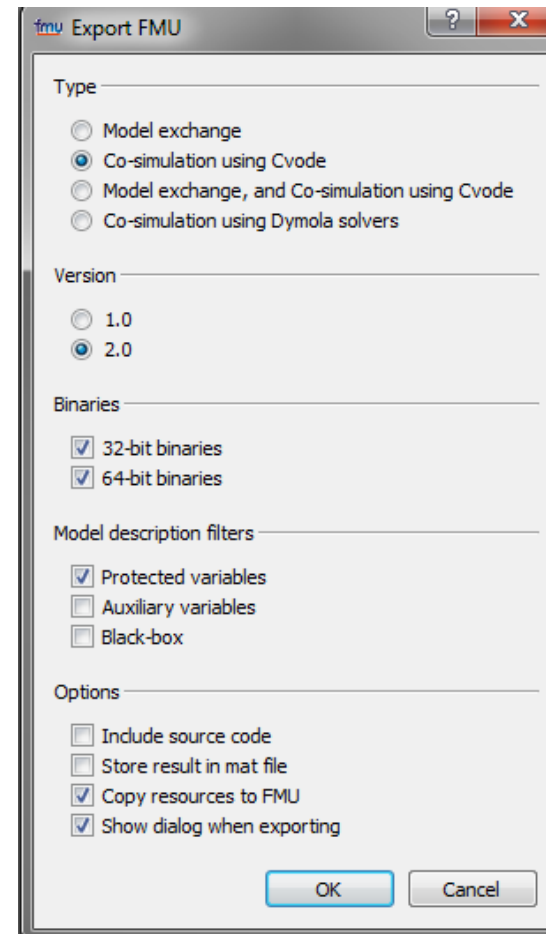 fmu Export FMU
? X
Type
Model exchange
Co-simulation using Cvode
Model exchange, and Co-simulation using Cvode
Co-simulation using Dymola solvers
Version
1.0
2.0
Binaries
32-bit binaries
64-bit binaries
Model description filters
Protected variables
Auxiliary variables
Black-box
Options
Include source code
Store result in mat file
Copy resources to FMU
Show dialog when exporting
OK Cancel